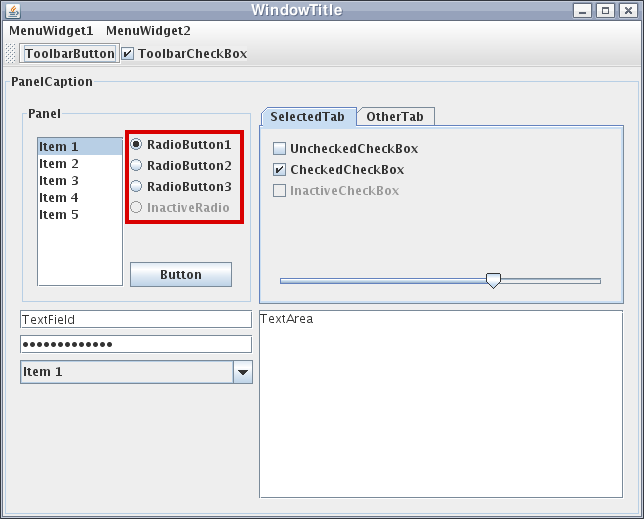 WindowTitle
MenuWidget1 MenuWidget2
ToolbarButton ToolbarCheckBox
PanelCaption
Panel
Item 1
Item 2
Item 3
Item 4
Item 5
RadioButton1
RadioButton2
RadioButton3
InactiveRadio
Button
SelectedTab OtherTab
UncheckedCheckBox
CheckedCheckBox
InactiveCheckBox
TextField
•••••••••••••
Item 1
TextArea